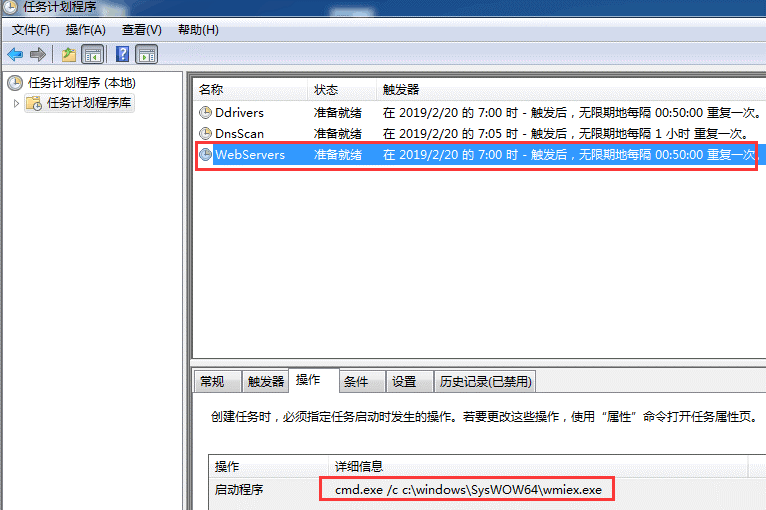 任务计划程序
文件(F) 操作(A) 查看(V) 帮助(H)
任务计划程序 (本地)
任务计划程序库
名称 状态 触发器
Ddrivers 准备就绪 在 2019/2/20 的 7:00 时 - 触发后，无限期地每隔 00:50:00 重复一次。
DnsScan 准备就绪 在 2019/2/20 的 7:05 时 - 触发后，无限期地每隔 1 小时 重复一次。
WebServers 准备就绪 在 2019/2/20 的 7:00 时 - 触发后，无限期地每隔 00:50:00 重复一次。
常规 触发器 操作 条件 设置 历史记录(已禁用)
创建任务时，必须指定任务启动时发生的操作。若要更改这些操作，使用“属性”命令打开任务属性页。
操作 详细信息
启动程序 cmd.exe /c c:\windows\SysWOW64\wmiex.exe